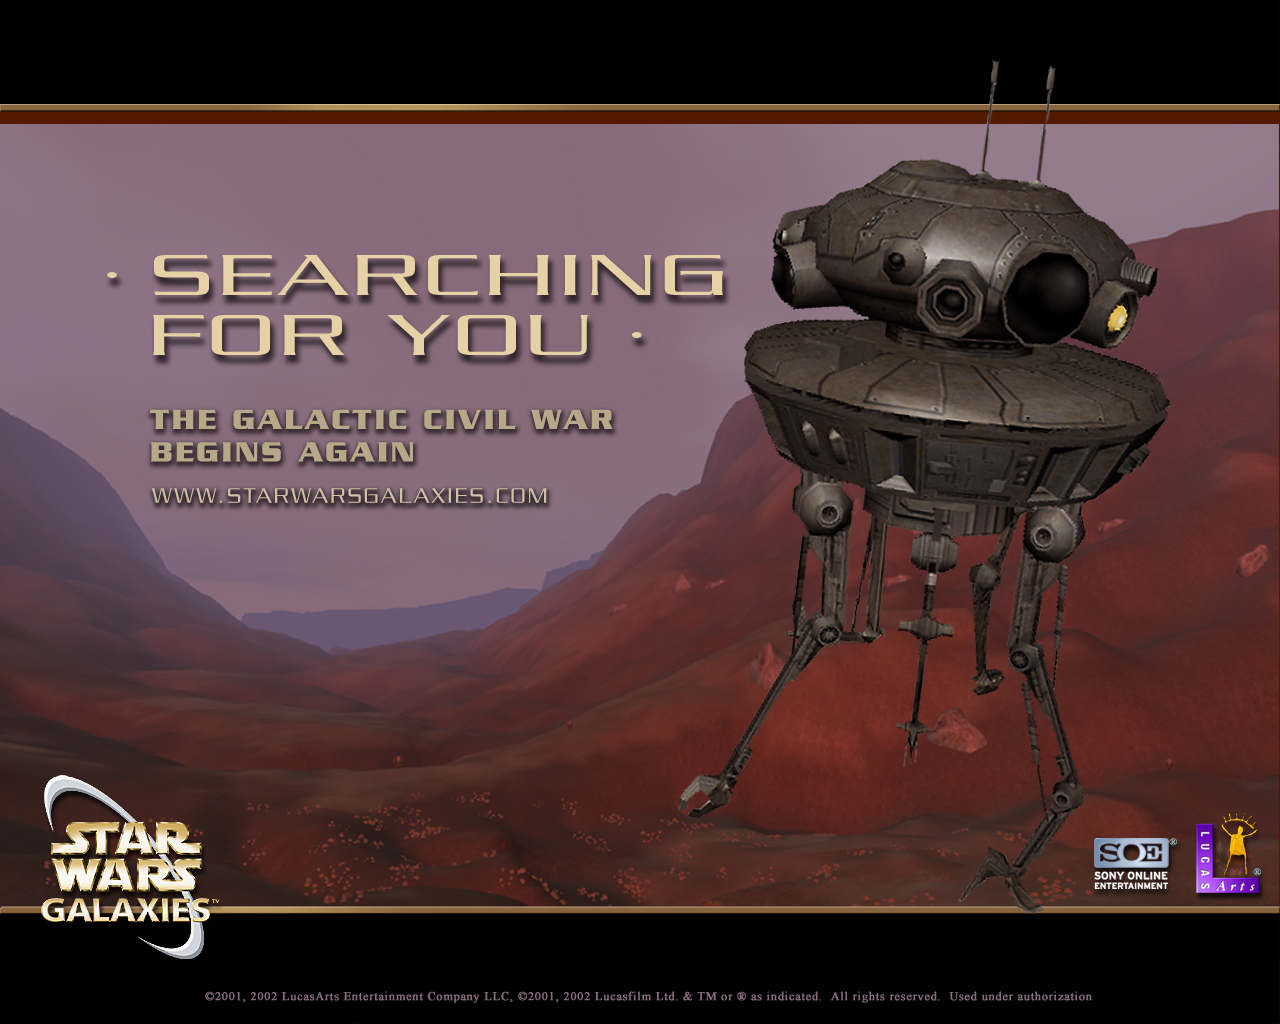 · SEARCHING
FOR YOU ·
THE GALACTIC CIVIL WAR
BEGINS AGAIN
WWW.STARWARSGALAXIES.COM
STAR
WARS
GALAXIES™
SOE®
SONY ONLINE
ENTERTAINMENT
LUCAS
Arts®
©2001, 2002 LucasArts Entertainment Company LLC, ©2001, 2002 Lucasfilm Ltd. & TM or ® as indicated. All rights reserved. Used under authorization